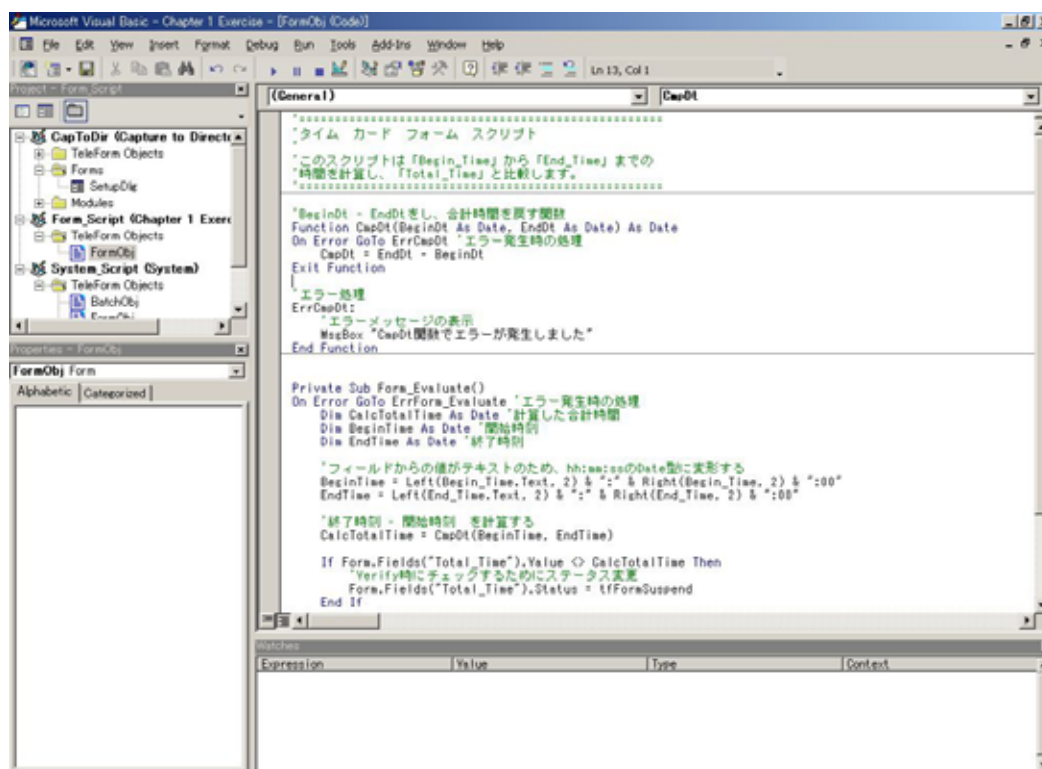 Microsoft Visual Basic - Chapter 1 Exercise - [FormObj (Code)]
File Edit View Insert Format Debug Run Tools Add-Ins Window Help
Ln 13, Col 1
Project - Form_Script
(General)
CmpDt
CapToDir (Capture to Directo
TeleForm Objects
Forms
SetupDlg
Modules
Form_Script (Chapter 1 Exerc
TeleForm Objects
FormObj
System_Script (System)
TeleForm Objects
BatchObj
FormObj
Properties - FormObj
FormObj Form
Alphabetic Categorized
'タイム カード フォーム スクリプト
'
'このスクリプトは「Begin_Time」から「End_Time」までの
'時間を計算し、「Total_Time」と比較します。
'BeginDt - EndDtをし、合計時間を戻す関数
Function CmpDt(BeginDt As Date, EndDt As Date) As Date
On Error GoTo ErrCmpDt 'エラー発生時の処理
CmpDt = EndDt - BeginDt
Exit Function
'エラー処理
ErrCmpDt:
'エラーメッセージの表示
MsgBox "CmpDt関数でエラーが発生しました"
End Function
Private Sub Form_Evaluate()
On Error GoTo ErrForm_Evaluate 'エラー発生時の処理
Dim CalcTotalTime As Date '計算した合計時間
Dim BeginTime As Date '開始時刻
Dim EndTime As Date '終了時刻
'フィールドからの値がテキストのため、hh:mm:ssのDate型に変形する
BeginTime = Left(Begin_Time.Text, 2) & ":" & Right(Begin_Time, 2) & ":00"
EndTime = Left(End_Time.Text, 2) & ":" & Right(End_Time, 2) & ":00"
'終了時刻 - 開始時刻 を計算する
CalcTotalTime = CmpDt(BeginTime, EndTime)
If Form.Fields("Total_Time").Value <> CalcTotalTime Then
'Verify時にチェックするためにステータス変更
Form.Fields("Total_Time").Status = tfFormSuspend
End If
Watches
Expression Value Type Context